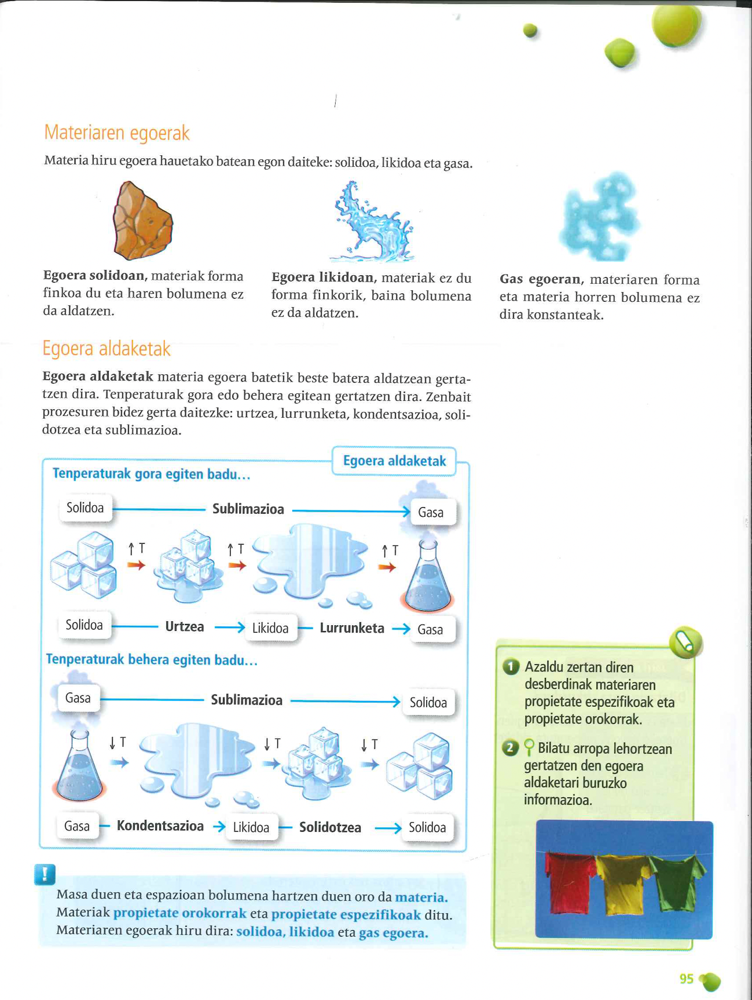 Materiaren egoerak
Materia hiru egoera hauetako batean egon daiteke: solidoa, likidoa eta gasa.
Egoera solidoan, materiak forma
finkoa du eta haren bolumena ez
da aldatzen.
Egoera likidoan, materiak ez du
forma finkorik, baina bolumena
ez da aldatzen.
Gas egoeran, materiaren forma
eta materia horren bolumena ez
dira konstanteak.
Egoera aldaketak
Egoera aldaketak materia egoera batetik beste batera aldatzean gerta-
tzen dira. Tenperaturak gora edo behera egitean gertatzen dira. Zenbait
prozesuren bidez gerta daitezke: urtzea, lurrunketa, kondentsazioa, soli-
dotzea eta sublimazioa.
Egoera aldaketak
Tenperaturak gora egiten badu...
Solidoa Sublimazioa Gasa
↑ T ↑ T ↑ T
Solidoa Urtzea Likidoa Lurrunketa Gasa
Tenperaturak behera egiten badu...
Gasa Sublimazioa Solidoa
↓ T ↓ T ↓ T
Gasa Kondentsazioa Likidoa Solidotzea Solidoa
! Masa duen eta espazioan bolumena hartzen duen oro da materia.
Materiak propietate orokorrak eta propietate espezifikoak ditu.
Materiaren egoerak hiru dira: solidoa, likidoa eta gas egoera.
1 Azaldu zertan diren
desberdinak materiaren
propietate espezifikoak eta
propietate orokorrak.
2 Bilatu arropa lehortzean
gertatzen den egoera
aldaketari buruzko
informazioa.
95